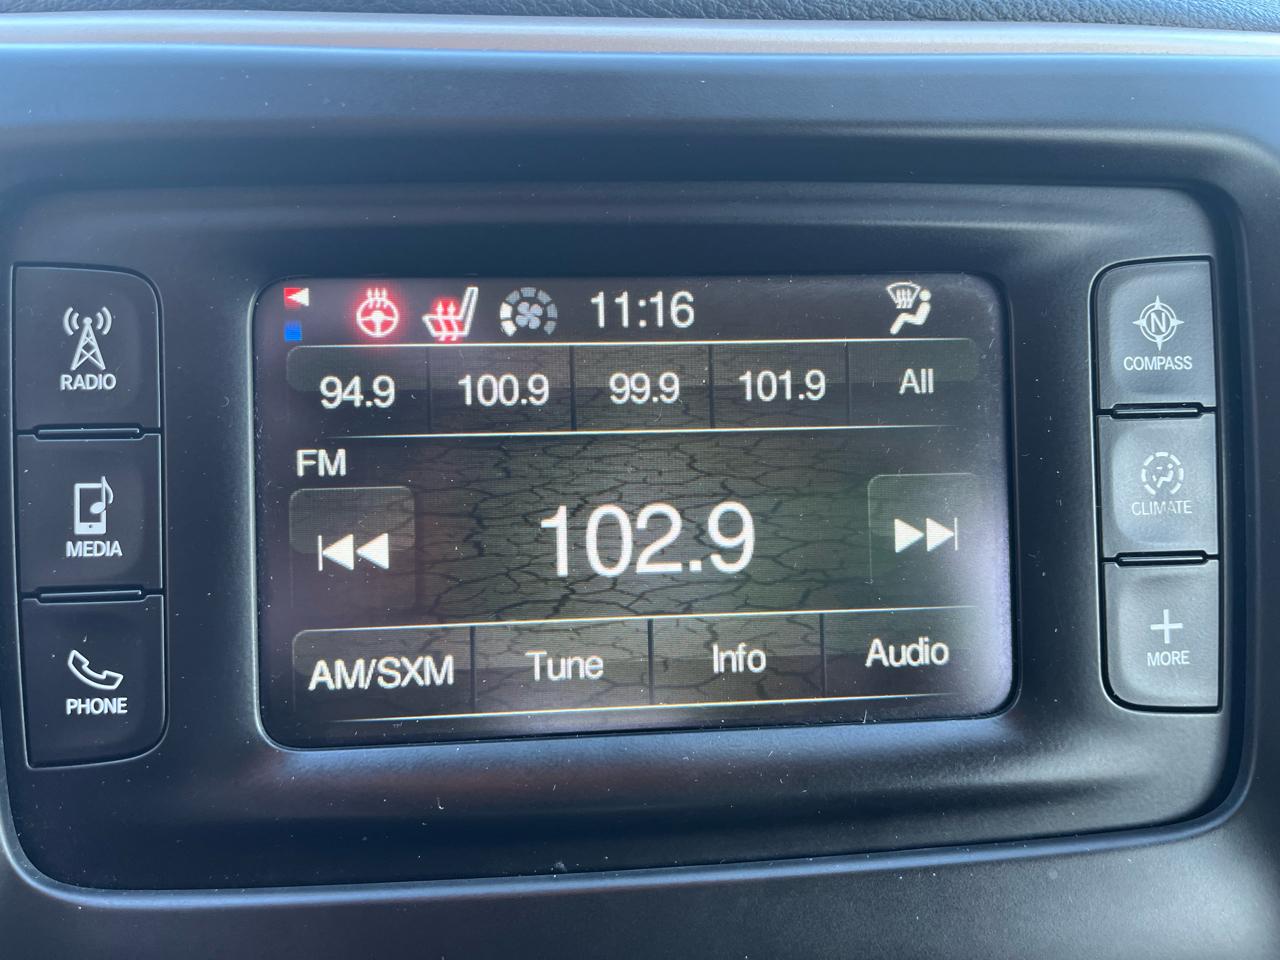 11:16
94.9 100.9 99.9 101.9 All
FM
102.9
AM/SXM Tune Info Audio
RADIO
MEDIA
PHONE
N
COMPASS
CLIMATE
MORE